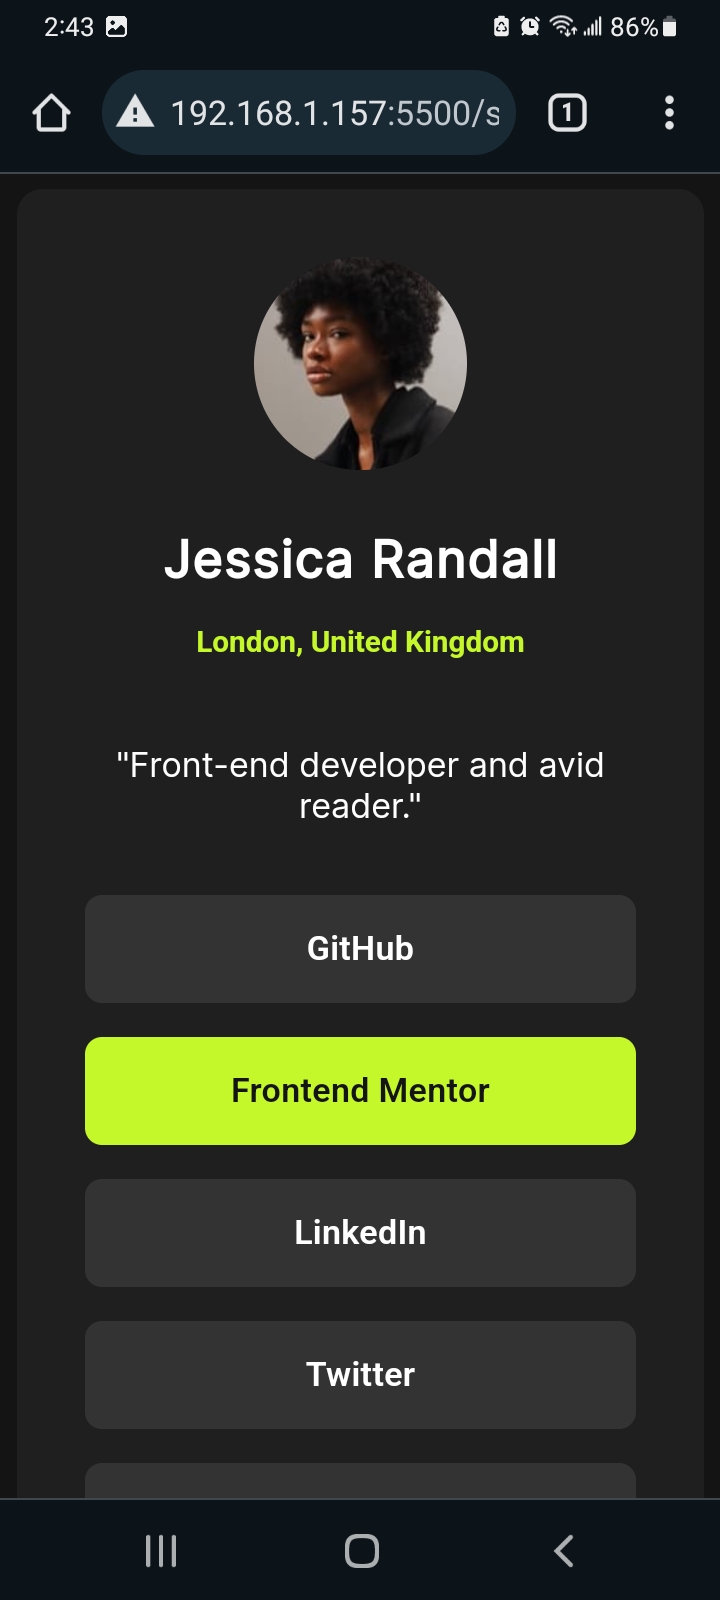 2:43
86%
192.168.1.157:5500/s
1
Jessica Randall
London, United Kingdom
"Front-end developer and avid
reader."
GitHub
Frontend Mentor
LinkedIn
Twitter